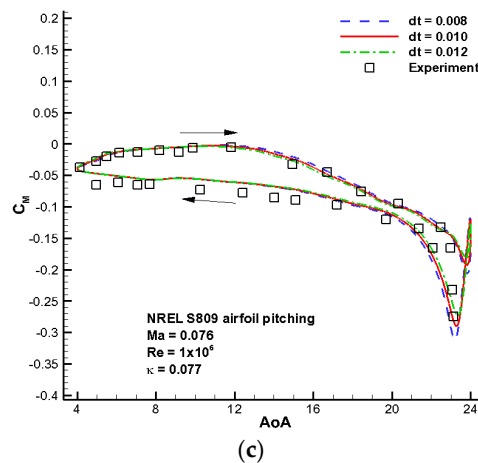 0.2
0.15
0.1
0.05
0
-0.05
-0.1
-0.15
-0.2
-0.25
-0.3
-0.35
-0.4
C_M
dt = 0.008
dt = 0.010
dt = 0.012
Experiment
NREL S809 airfoil pitching
Ma = 0.076
Re = 1x10⁶
κ = 0.077
4 8 12 16 20 24
AoA
(c)